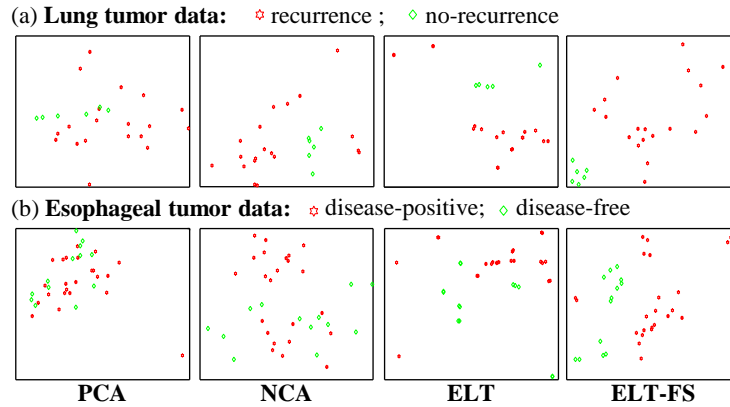 (a) Lung tumor data: recurrence ; no-recurrence
(b) Esophageal tumor data: disease-positive; disease-free
PCA NCA ELT ELT-FS